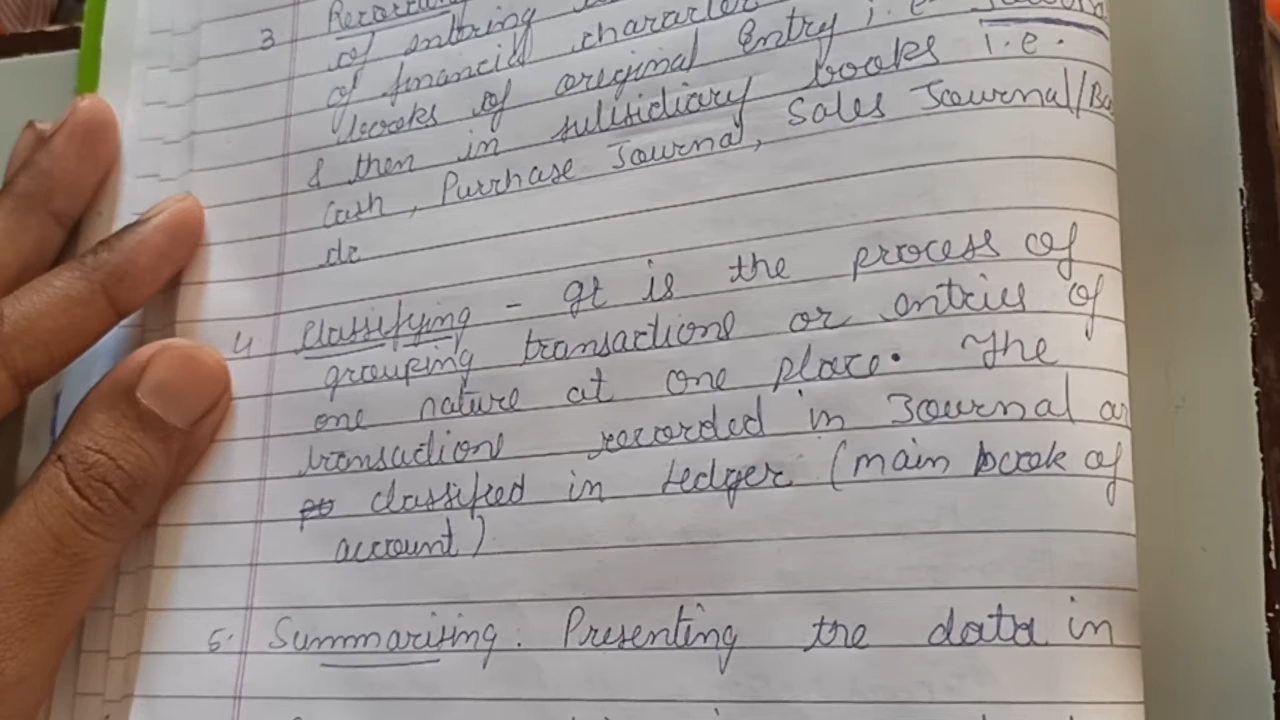 3 Recording
of entering
of financial character
books of original Entry i.e. Journal
& then in subsidiary books i.e.
Cash, Purchase Journal, Sales Journal/
etc
4 Classifying - It is the process of
grouping transactions or entries of
one nature at one place. The
transactions recorded in Journal
classified in Ledger (main book of
account)
5. Summarising. Presenting the data in